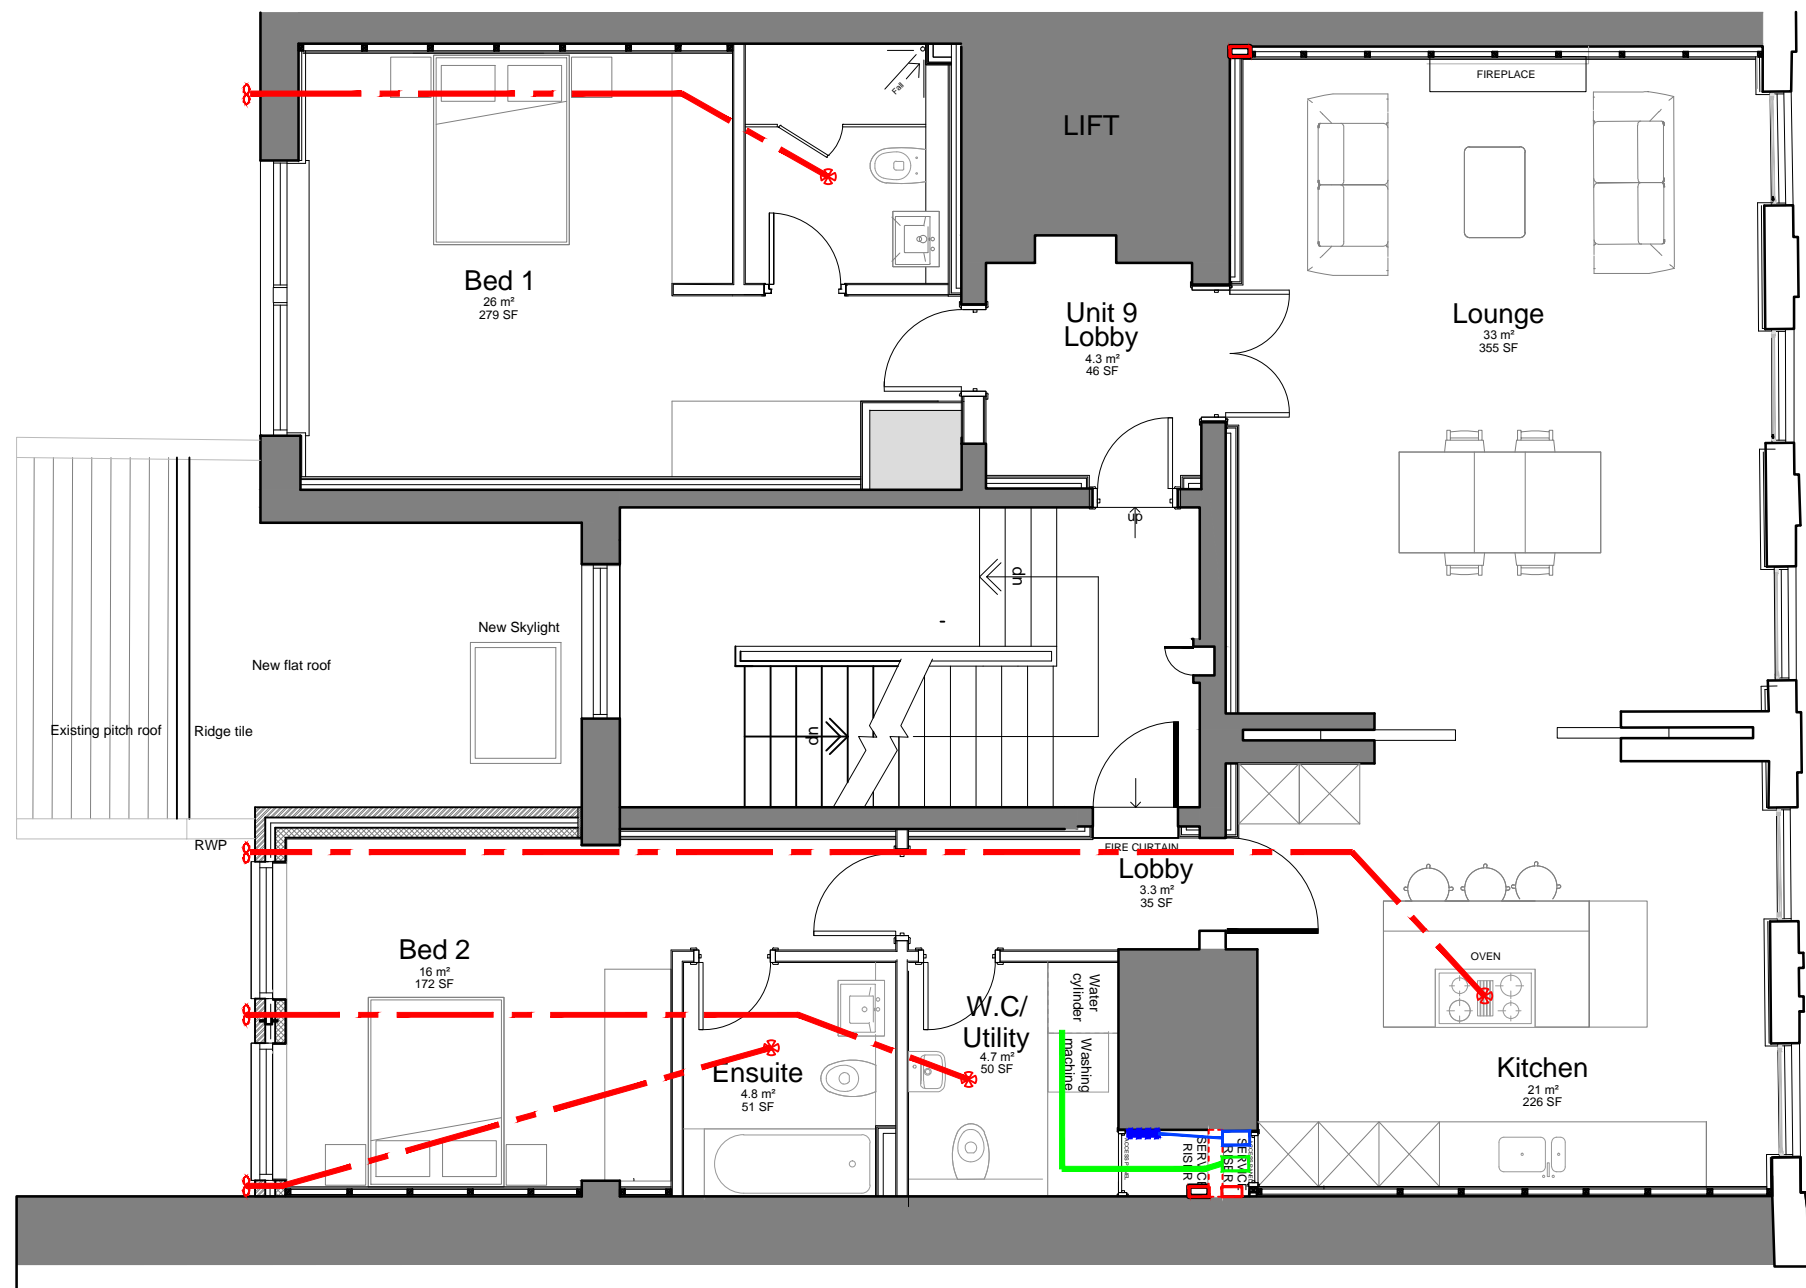 FIREPLACE
Fall
LIFT
Bed 1
26 m²
279 SF
Unit 9
Lobby
4.3 m²
46 SF
Lounge
33 m²
355 SF
up
up
New Skylight
New flat roof
Existing pitch roof
Ridge tile
dn
RWP
FIRE CURTAIN
Lobby
3.3 m²
35 SF
Bed 2
16 m²
172 SF
OVEN
Water
cylinder
W.C/
Utility
4.7 m²
50 SF
Washing
machine
Ensuite
4.8 m²
51 SF
Kitchen
21 m²
226 SF
SERVICE
RISER
SERVICE
RISER